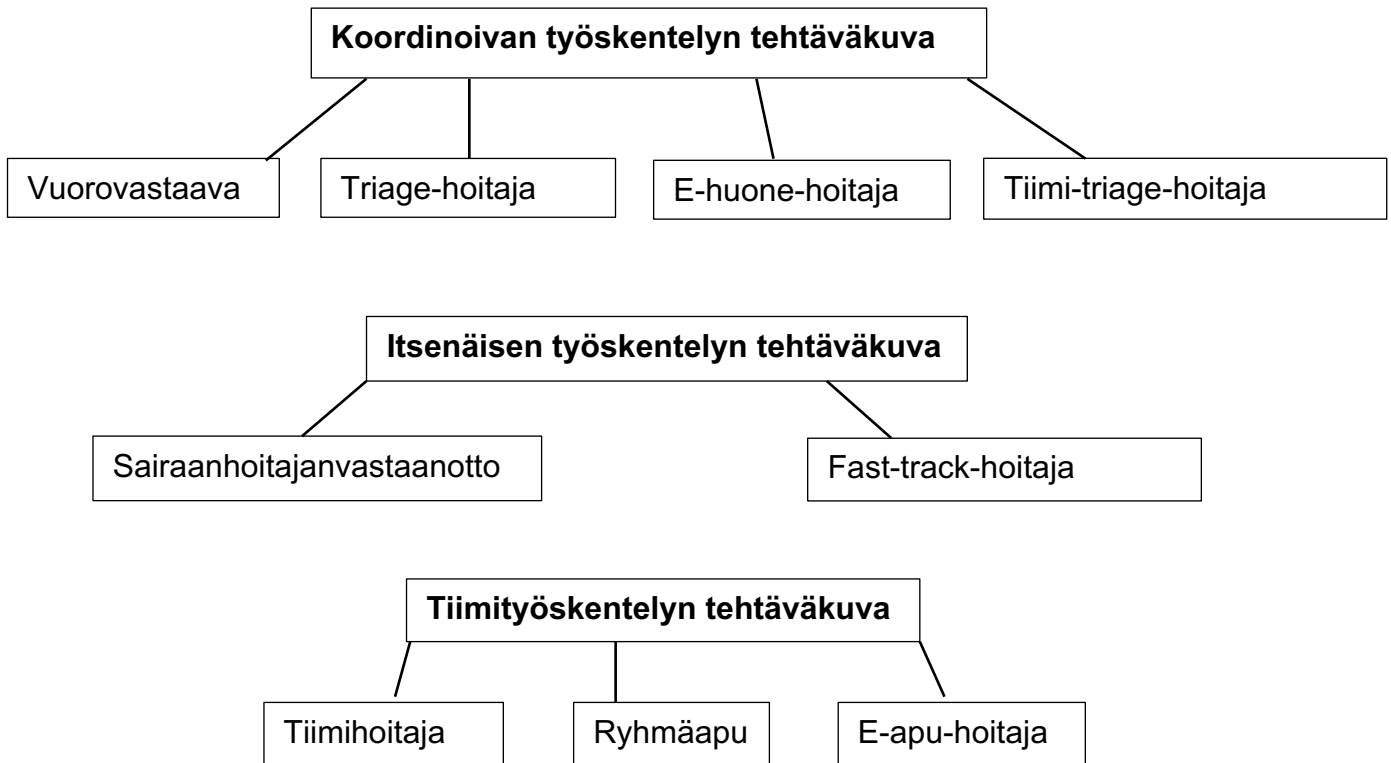 Koordinoivan työskentelyn tehtäväkuva
Vuorovastaava
Triage-hoitaja
E-huone-hoitaja
Tiimi-triage-hoitaja
Itsenäisen työskentelyn tehtäväkuva
Sairaanhoitajanvastaanotto
Fast-track-hoitaja
Tiimityöskentelyn tehtäväkuva
Tiimihoitaja
Ryhmäapu
E-apu-hoitaja